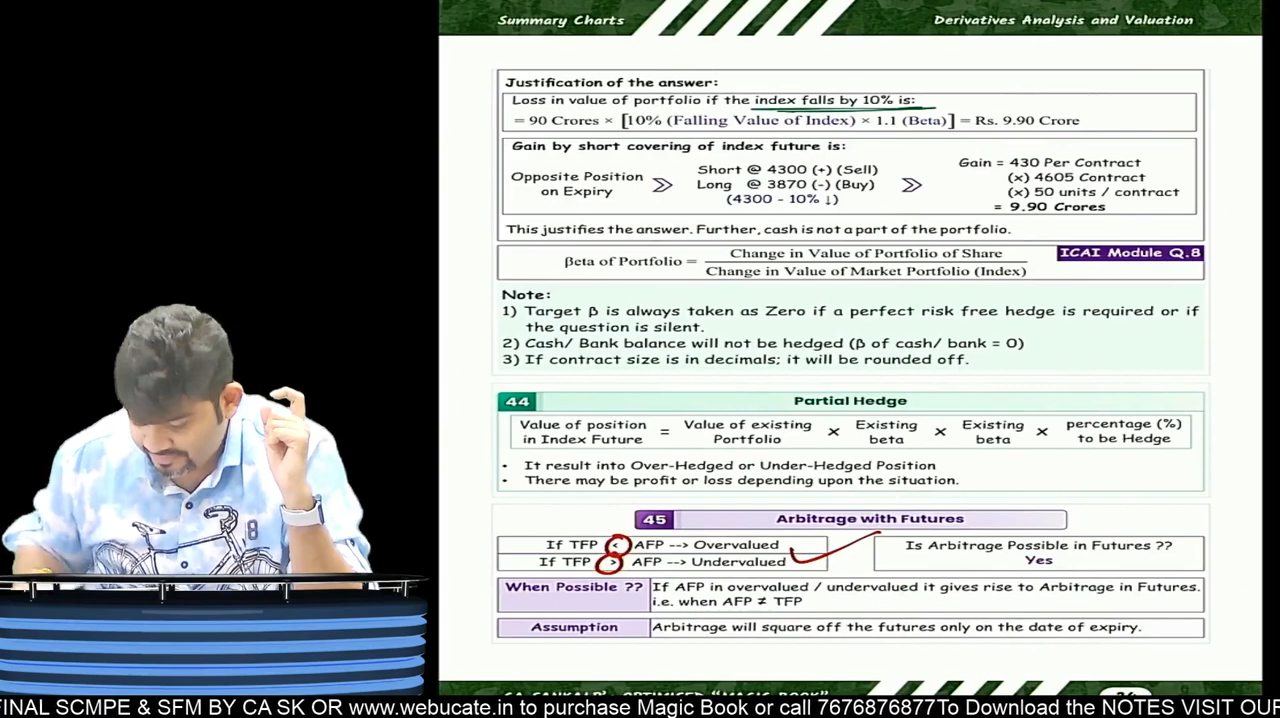 Summary Charts
Derivatives Analysis and Valuation
Justification of the answer:
Loss in value of portfolio if the index falls by 10% is:
= 90 Crores × [10% (Falling Value of Index) × 1.1 (Beta)] = Rs. 9.90 Crore
Gain by short covering of index future is:
Opposite Position
on Expiry
Short @ 4300 (+) (Sell)
Long @ 3870 (-) (Buy)
(4300 - 10% ↓)
Gain = 430 Per Contract
(x) 4605 Contract
(x) 50 units / contract
= 9.90 Crores
This justifies the answer. Further, cash is not a part of the portfolio.
βeta of Portfolio = Change in Value of Portfolio of Share
Change in Value of Market Portfolio (Index)
ICAI Module Q.8
Note:
1) Target β is always taken as Zero if a perfect risk free hedge is required or if
the question is silent.
2) Cash/ Bank balance will not be hedged (β of cash/ bank = 0)
3) If contract size is in decimals; it will be rounded off.
44
Partial Hedge
Value of position
in Index Future
=
Value of existing
Portfolio
×
Existing
beta
×
Existing
beta
×
percentage (%)
to be Hedge
• It result into Over-Hedged or Under-Hedged Position
• There may be profit or loss depending upon the situation.
45
Arbitrage with Futures
If TFP < AFP --> Overvalued
If TFP > AFP --> Undervalued
Is Arbitrage Possible in Futures ??
Yes
When Possible ??
If AFP in overvalued / undervalued it gives rise to Arbitrage in Futures.
i.e. when AFP ≠ TFP
Assumption
Arbitrage will square off the futures only on the date of expiry.
8
FINAL SCMPE & SFM BY CA SK OR www.webucate.in to purchase Magic Book or call 7676876877To Download the NOTES VISIT OUR